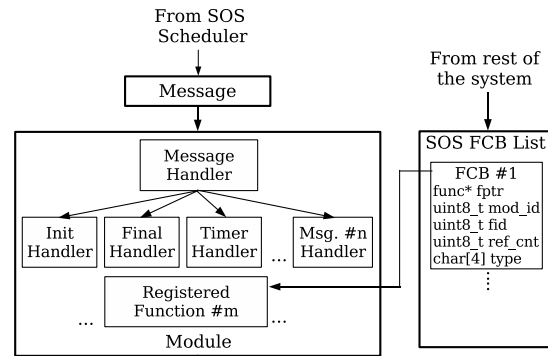 From SOS
Scheduler
Message
Message
Handler
Init
Handler
Final
Handler
Timer
Handler
...
Msg. #n
Handler
...
Registered
Function #m
...
Module
From rest of
the system
SOS FCB List
FCB #1
func* fptr
uint8_t mod_id
uint8_t fid
uint8_t ref_cnt
char[4] type